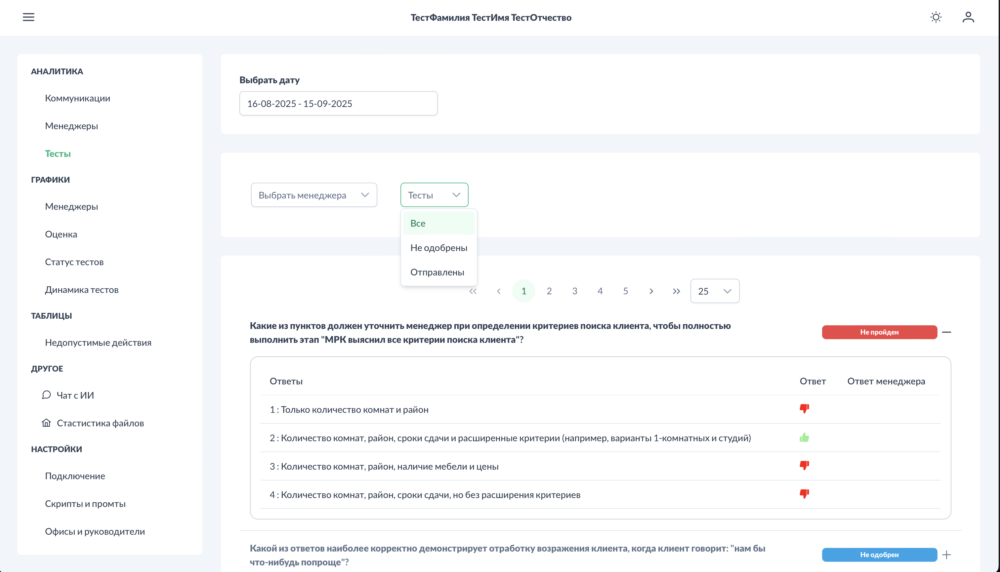 ТестФамилия ТестИмя ТестОтчество
АНАЛИТИКА
Коммуникации
Менеджеры
Тесты
ГРАФИКИ
Менеджеры
Оценка
Статус тестов
Динамика тестов
ТАБЛИЦЫ
Недопустимые действия
ДРУГОЕ
Чат с ИИ
Стастистика файлов
НАСТРОЙКИ
Подключение
Скрипты и промты
Офисы и руководители
Выбрать дату
16-08-2025 - 15-09-2025
Выбрать менеджера
Тесты
Все
Не одобрены
Отправлены
1 2 3 4 5 25
Какие из пунктов должен уточнить менеджер при определении критериев поиска клиента, чтобы полностью
выполнить этап "МРК выяснил все критерии поиска клиента"?
Не пройден
Ответы Ответ Ответ менеджера
1 : Только количество комнат и район
2 : Количество комнат, район, сроки сдачи и расширенные критерии (например, варианты 1-комнатных и студий)
3 : Количество комнат, район, наличие мебели и цены
4 : Количество комнат, район, сроки сдачи, но без расширения критериев
Какой из ответов наиболее корректно демонстрирует отработку возражения клиента, когда клиент говорит: "нам бы
что-нибудь попроще"?
Не одобрен